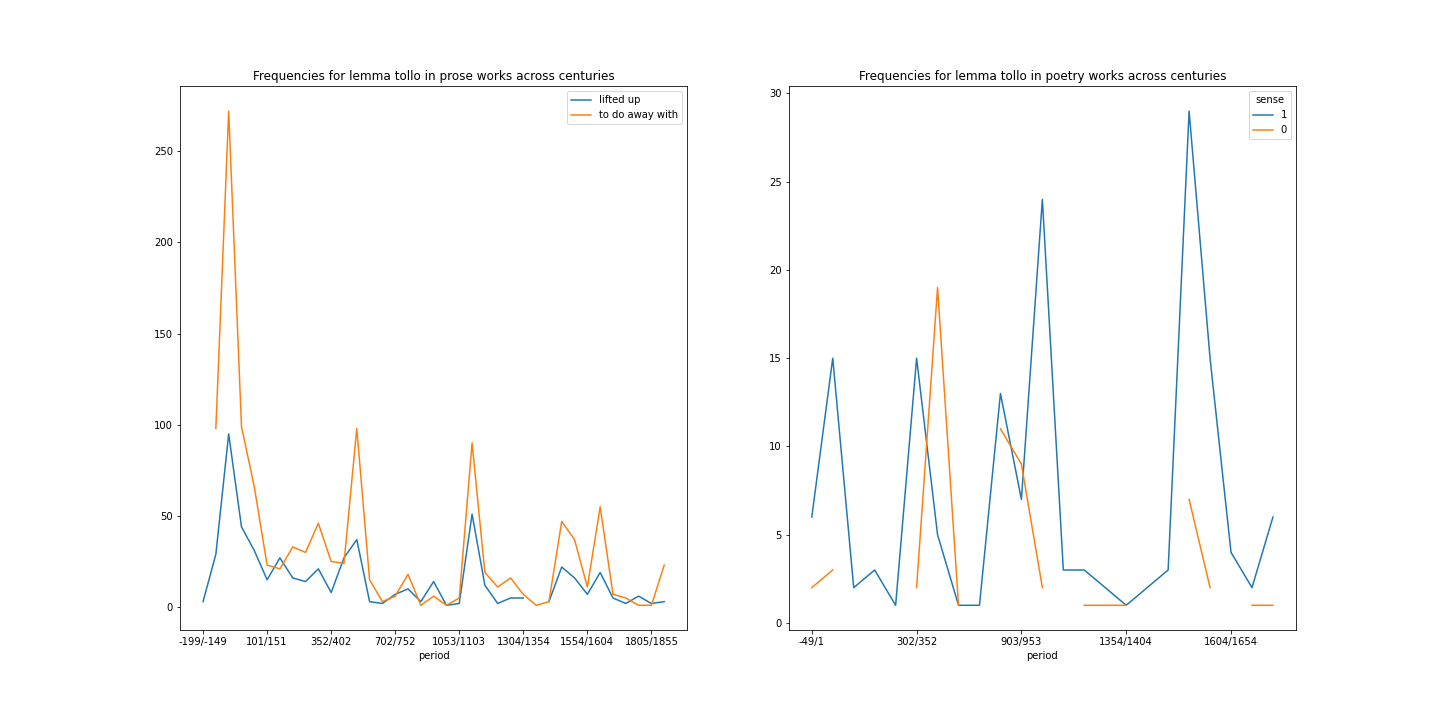 Frequencies for lemma tollo in prose works across centuries
lifted up
to do away with
250
200
150
100
50
0
-199/-149 101/151 352/402 702/752 1053/1103 1304/1354 1554/1604 1805/1855
period
Frequencies for lemma tollo in poetry works across centuries
sense
1
0
30
25
20
15
10
5
0
-49/1 302/352 903/953 1354/1404 1604/1654
period